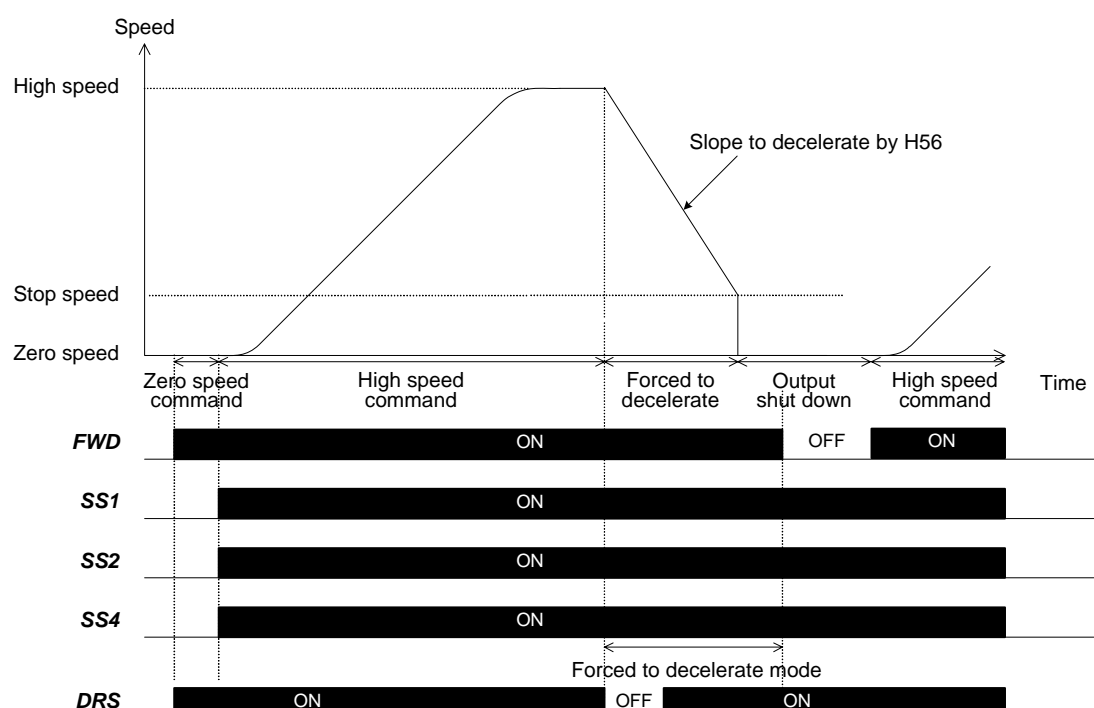 Speed
High speed
Slope to decelerate by H56
Stop speed
Zero speed
Zero speed
command
High speed
command
Forced to
decelerate
Output
shut down
High speed
command
Time
FWD
ON
OFF
ON
SS1
ON
SS2
ON
SS4
ON
Forced to decelerate mode
DRS
ON
OFF
ON